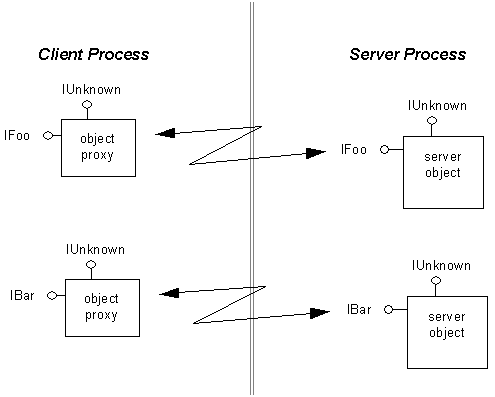 Client Process
Server Process
IUnknown
IFoo
object
proxy
IUnknown
IFoo
server
object
IUnknown
IBar
object
proxy
IUnknown
IBar
server
object